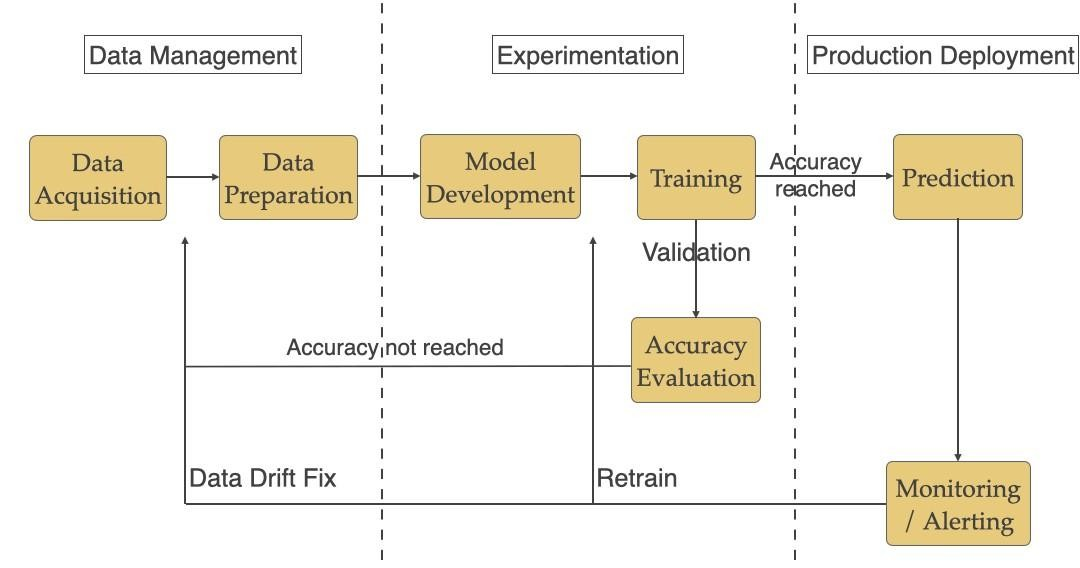 Data Management
Experimentation
Production Deployment
Data
Acquisition
Data
Preparation
Model
Development
Training
Accuracy
reached
Prediction
Validation
Accuracy not reached
Accuracy
Evaluation
Data Drift Fix
Retrain
Monitoring
/ Alerting